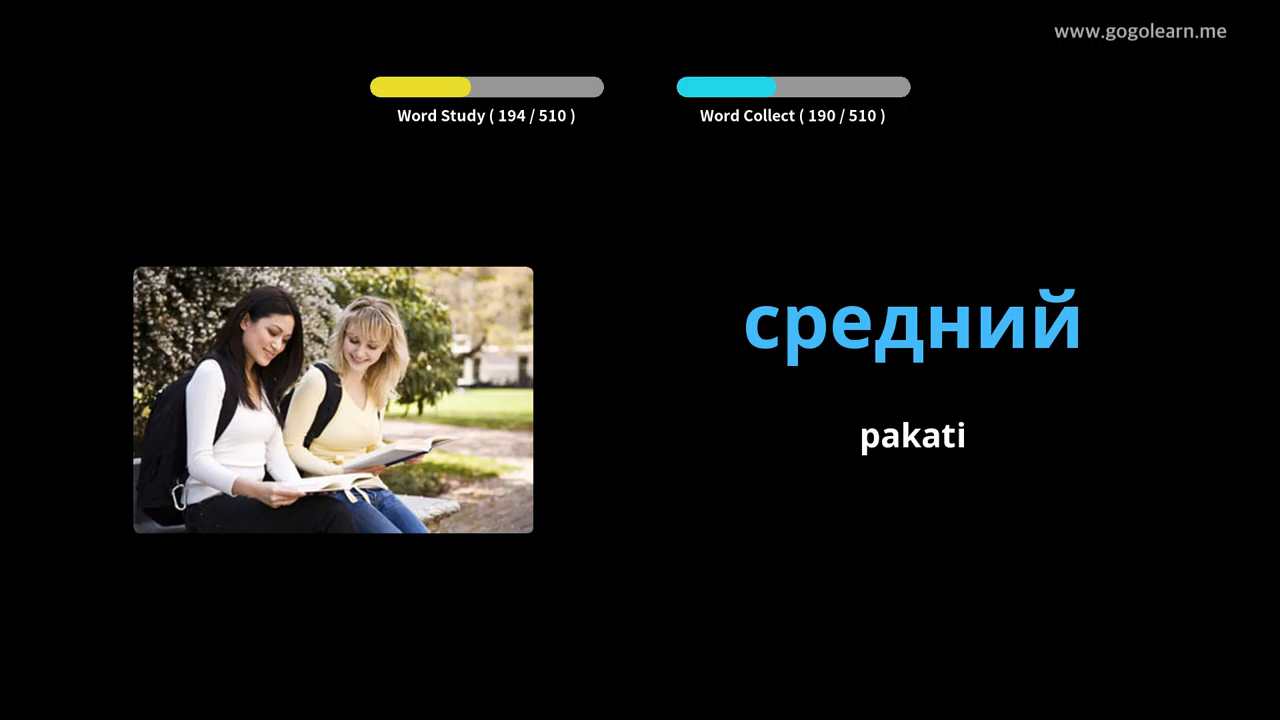 www.gogolearn.me
Word Study ( 194 / 510 )
Word Collect ( 190 / 510 )
средний
pakati